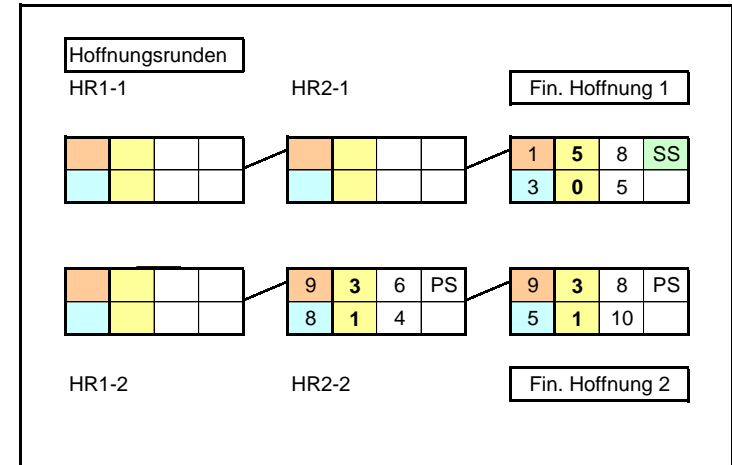 Hoffnungsrunden
HR1-1 HR2-1 Fin. Hoffnung 1
1 5 8 SS
3 0 5
9 3 6 PS 9 3 8 PS
8 1 4 5 1 10
HR1-2 HR2-2 Fin. Hoffnung 2